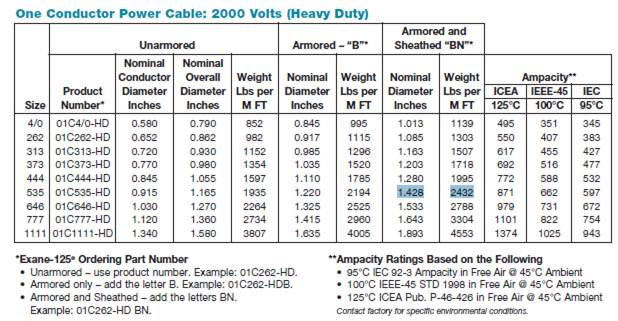 One Conductor Power Cable: 2000 Volts (Heavy Duty)
Unarmored Armored – "B"* Armored and Sheathed "BN"*
Size Product Number* Nominal Conductor Diameter Inches Nominal Overall Diameter Inches Weight Lbs per M FT Nominal Diameter Inches Weight Lbs per M FT Nominal Diameter Inches Weight Lbs per M FT Ampacity** ICEA 125°C IEEE-45 100°C IEC 95°C
4/0 01C4/0-HD 0.580 0.790 852 0.845 995 1.013 1139 495 351 345
262 01C262-HD 0.652 0.862 982 0.917 1115 1.085 1303 550 407 383
313 01C313-HD 0.720 0.930 1152 0.985 1296 1.163 1507 617 455 427
373 01C373-HD 0.770 0.980 1354 1.035 1520 1.203 1718 692 516 477
444 01C444-HD 0.845 1.055 1597 1.110 1785 1.280 1995 772 588 532
535 01C535-HD 0.915 1.165 1935 1.220 2194 1.428 2432 871 662 597
646 01C646-HD 1.030 1.270 2264 1.325 2525 1.533 2788 979 731 672
777 01C777-HD 1.120 1.360 2734 1.415 2960 1.643 3304 1101 822 754
1111 01C1111-HD 1.340 1.580 3807 1.635 4005 1.893 4553 1374 1025 943
*Exane-125® Ordering Part Number
• Unarmored – use product number. Example: 01C262-HD.
• Armored only – add the letter B. Example: 01C262-HDB.
• Armored and Sheathed – add the letters BN.
Example: 01C262-HD BN.
**Ampacity Ratings Based on the Following
• 95°C IEC 92-3 Ampacity in Free Air @ 45°C Ambient
• 100°C IEEE-45 STD 1998 in Free Air @ 45°C Ambient
• 125°C ICEA Pub. P-46-426 in Free Air @ 45°C Ambient
Contact factory for specific environmental conditions.